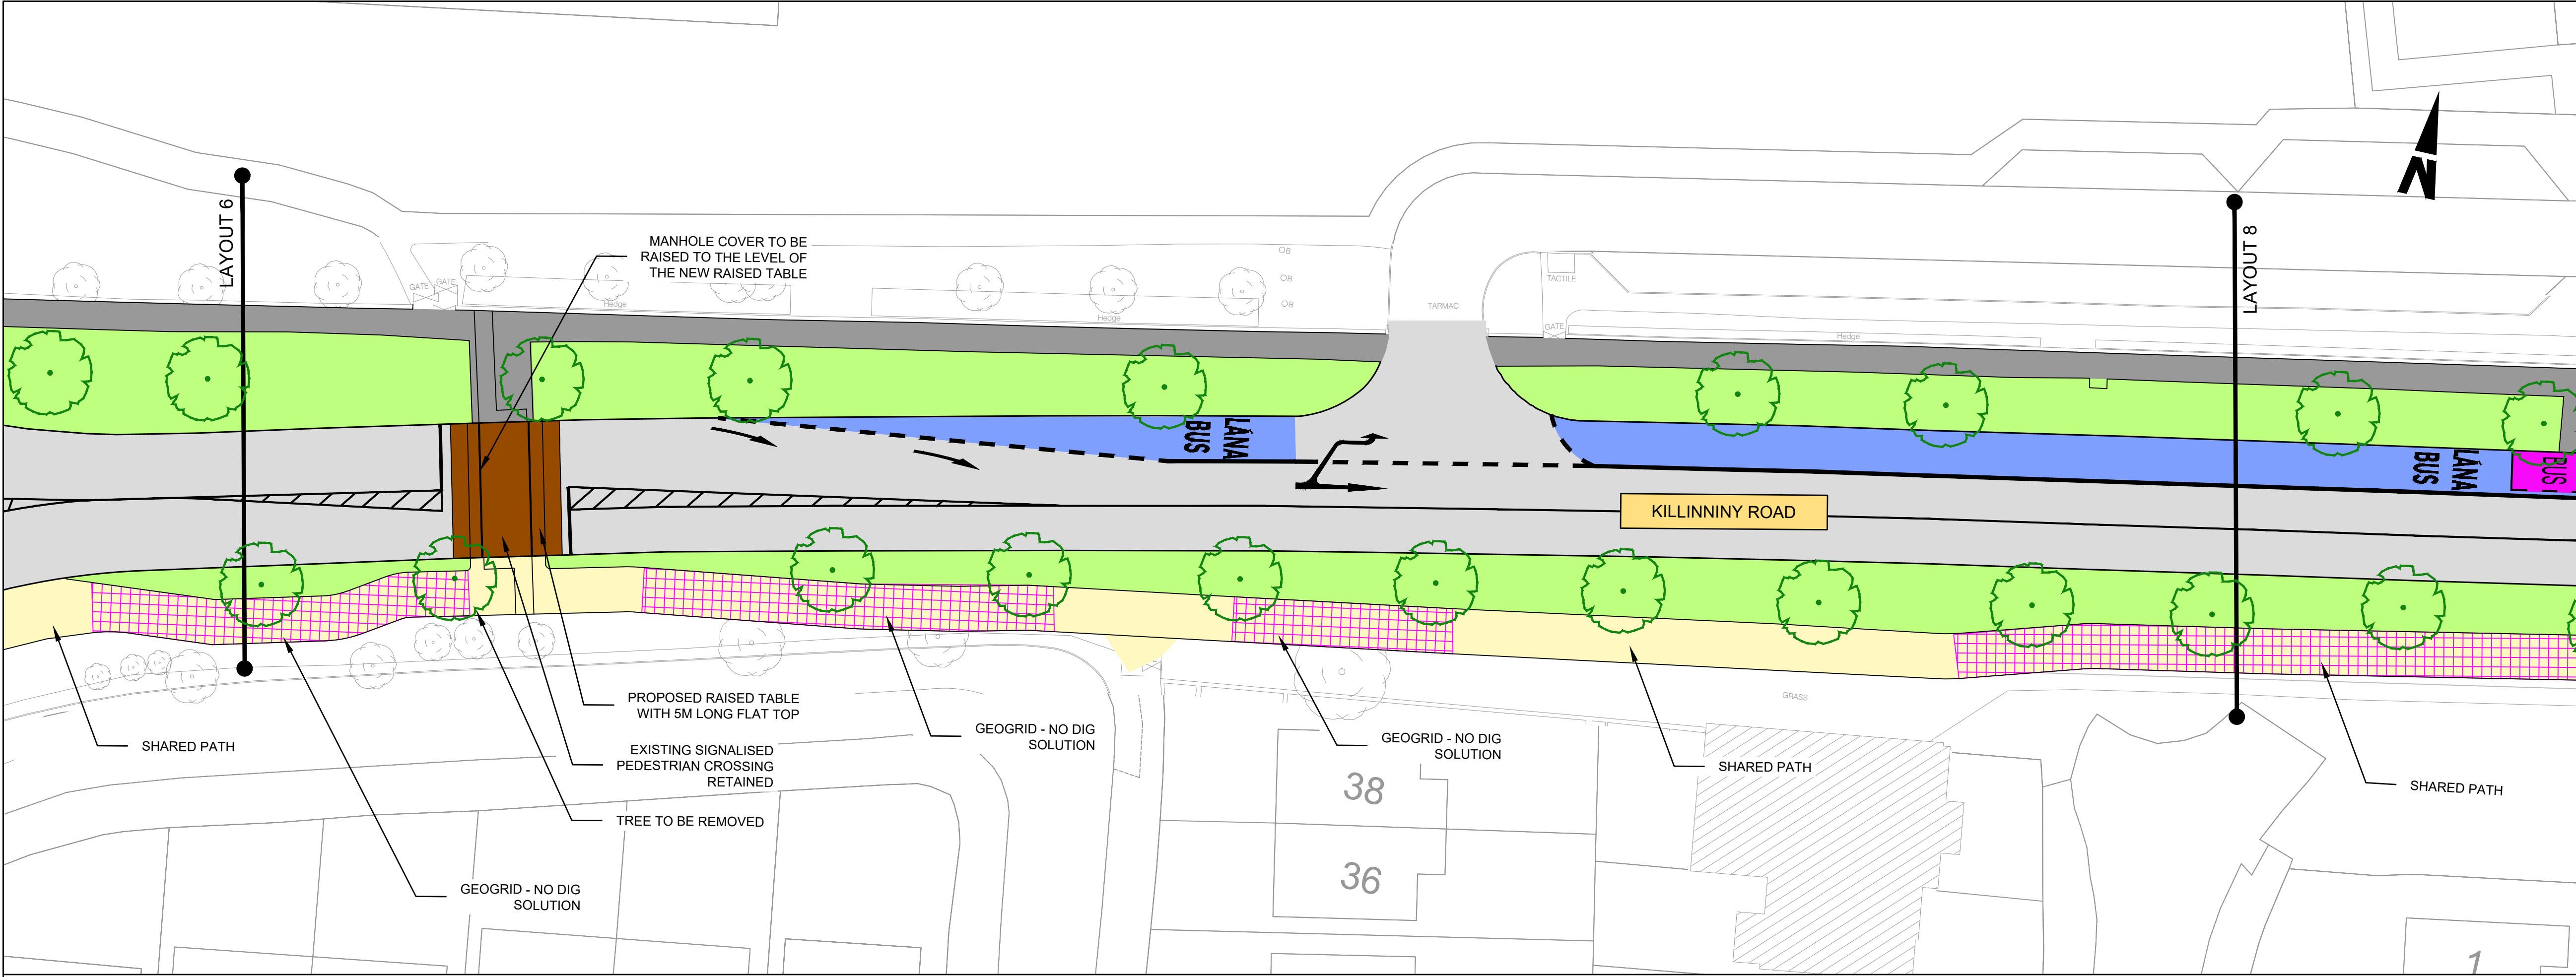 LAYOUT 6
MANHOLE COVER TO BE
RAISED TO THE LEVEL OF
THE NEW RAISED TABLE
GATE
GATE
Hedge
Hedge
B
B
B
TARMAC
TACTILE
GATE
Hedge
LAYOUT 8
N
LÁNA
BUS
LÁNA
BUS
BUS
KILLINNINY ROAD
SHARED PATH
PROPOSED RAISED TABLE
WITH 5M LONG FLAT TOP
EXISTING SIGNALISED
PEDESTRIAN CROSSING
RETAINED
TREE TO BE REMOVED
GEOGRID - NO DIG
SOLUTION
GEOGRID - NO DIG
SOLUTION
GEOGRID - NO DIG
SOLUTION
38
36
SHARED PATH
GRASS
SHARED PATH
1